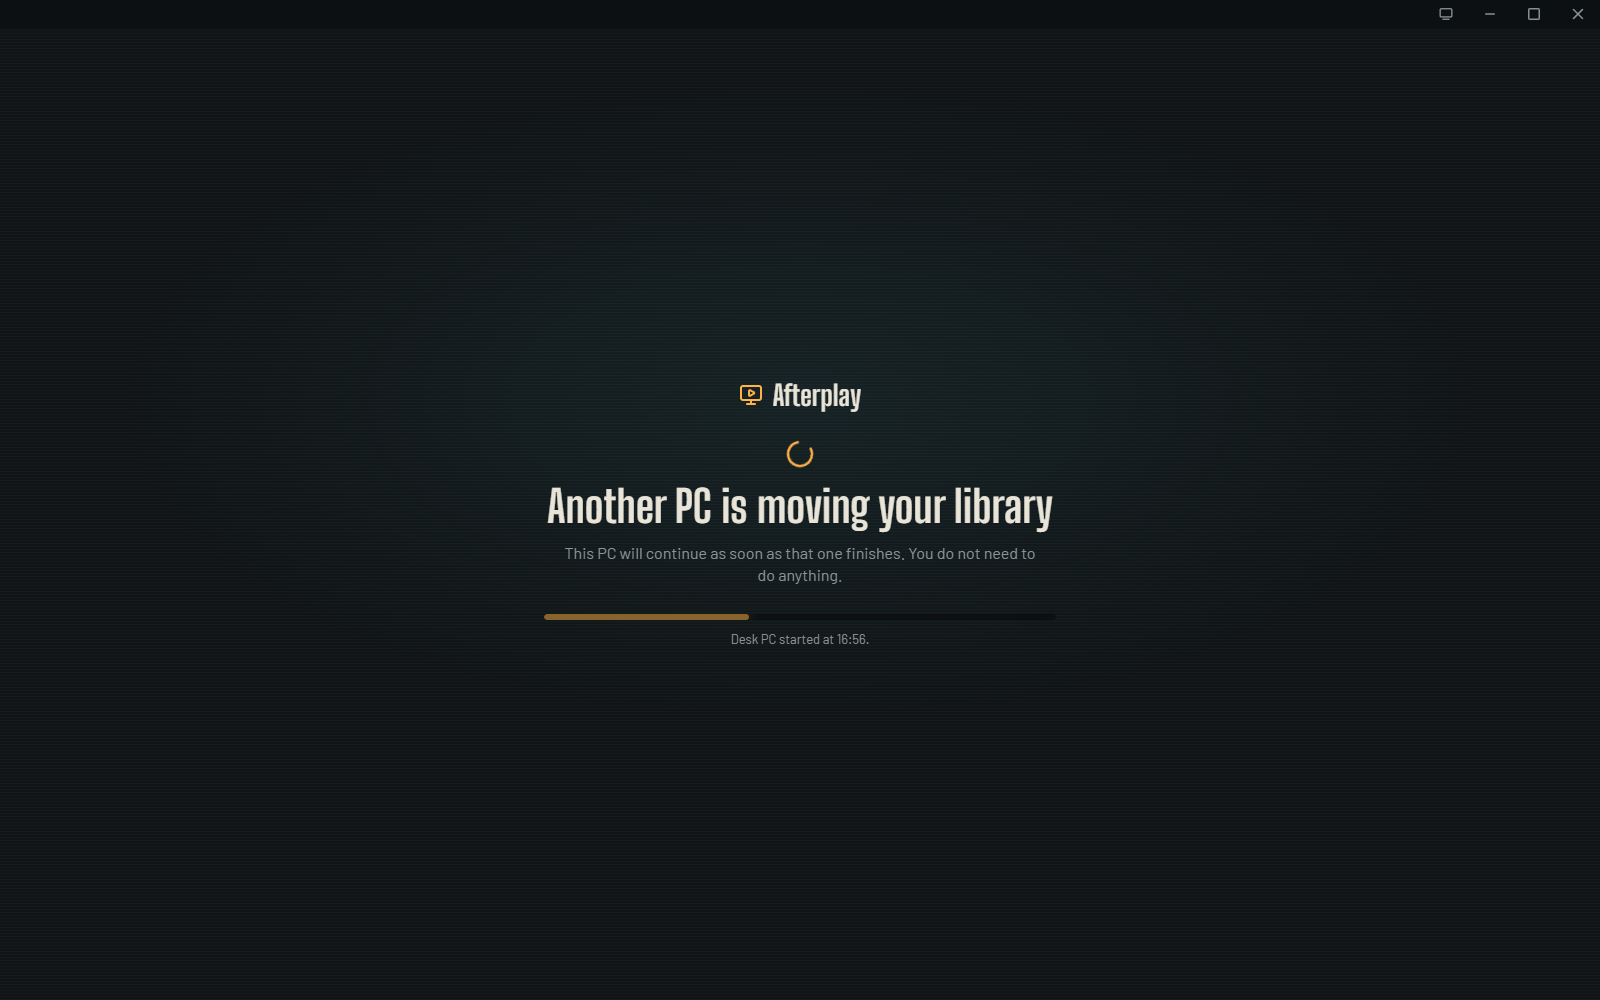 Afterplay
Another PC is moving your library
This PC will continue as soon as that one finishes. You do not need to
do anything.
Desk PC started at 16:56.